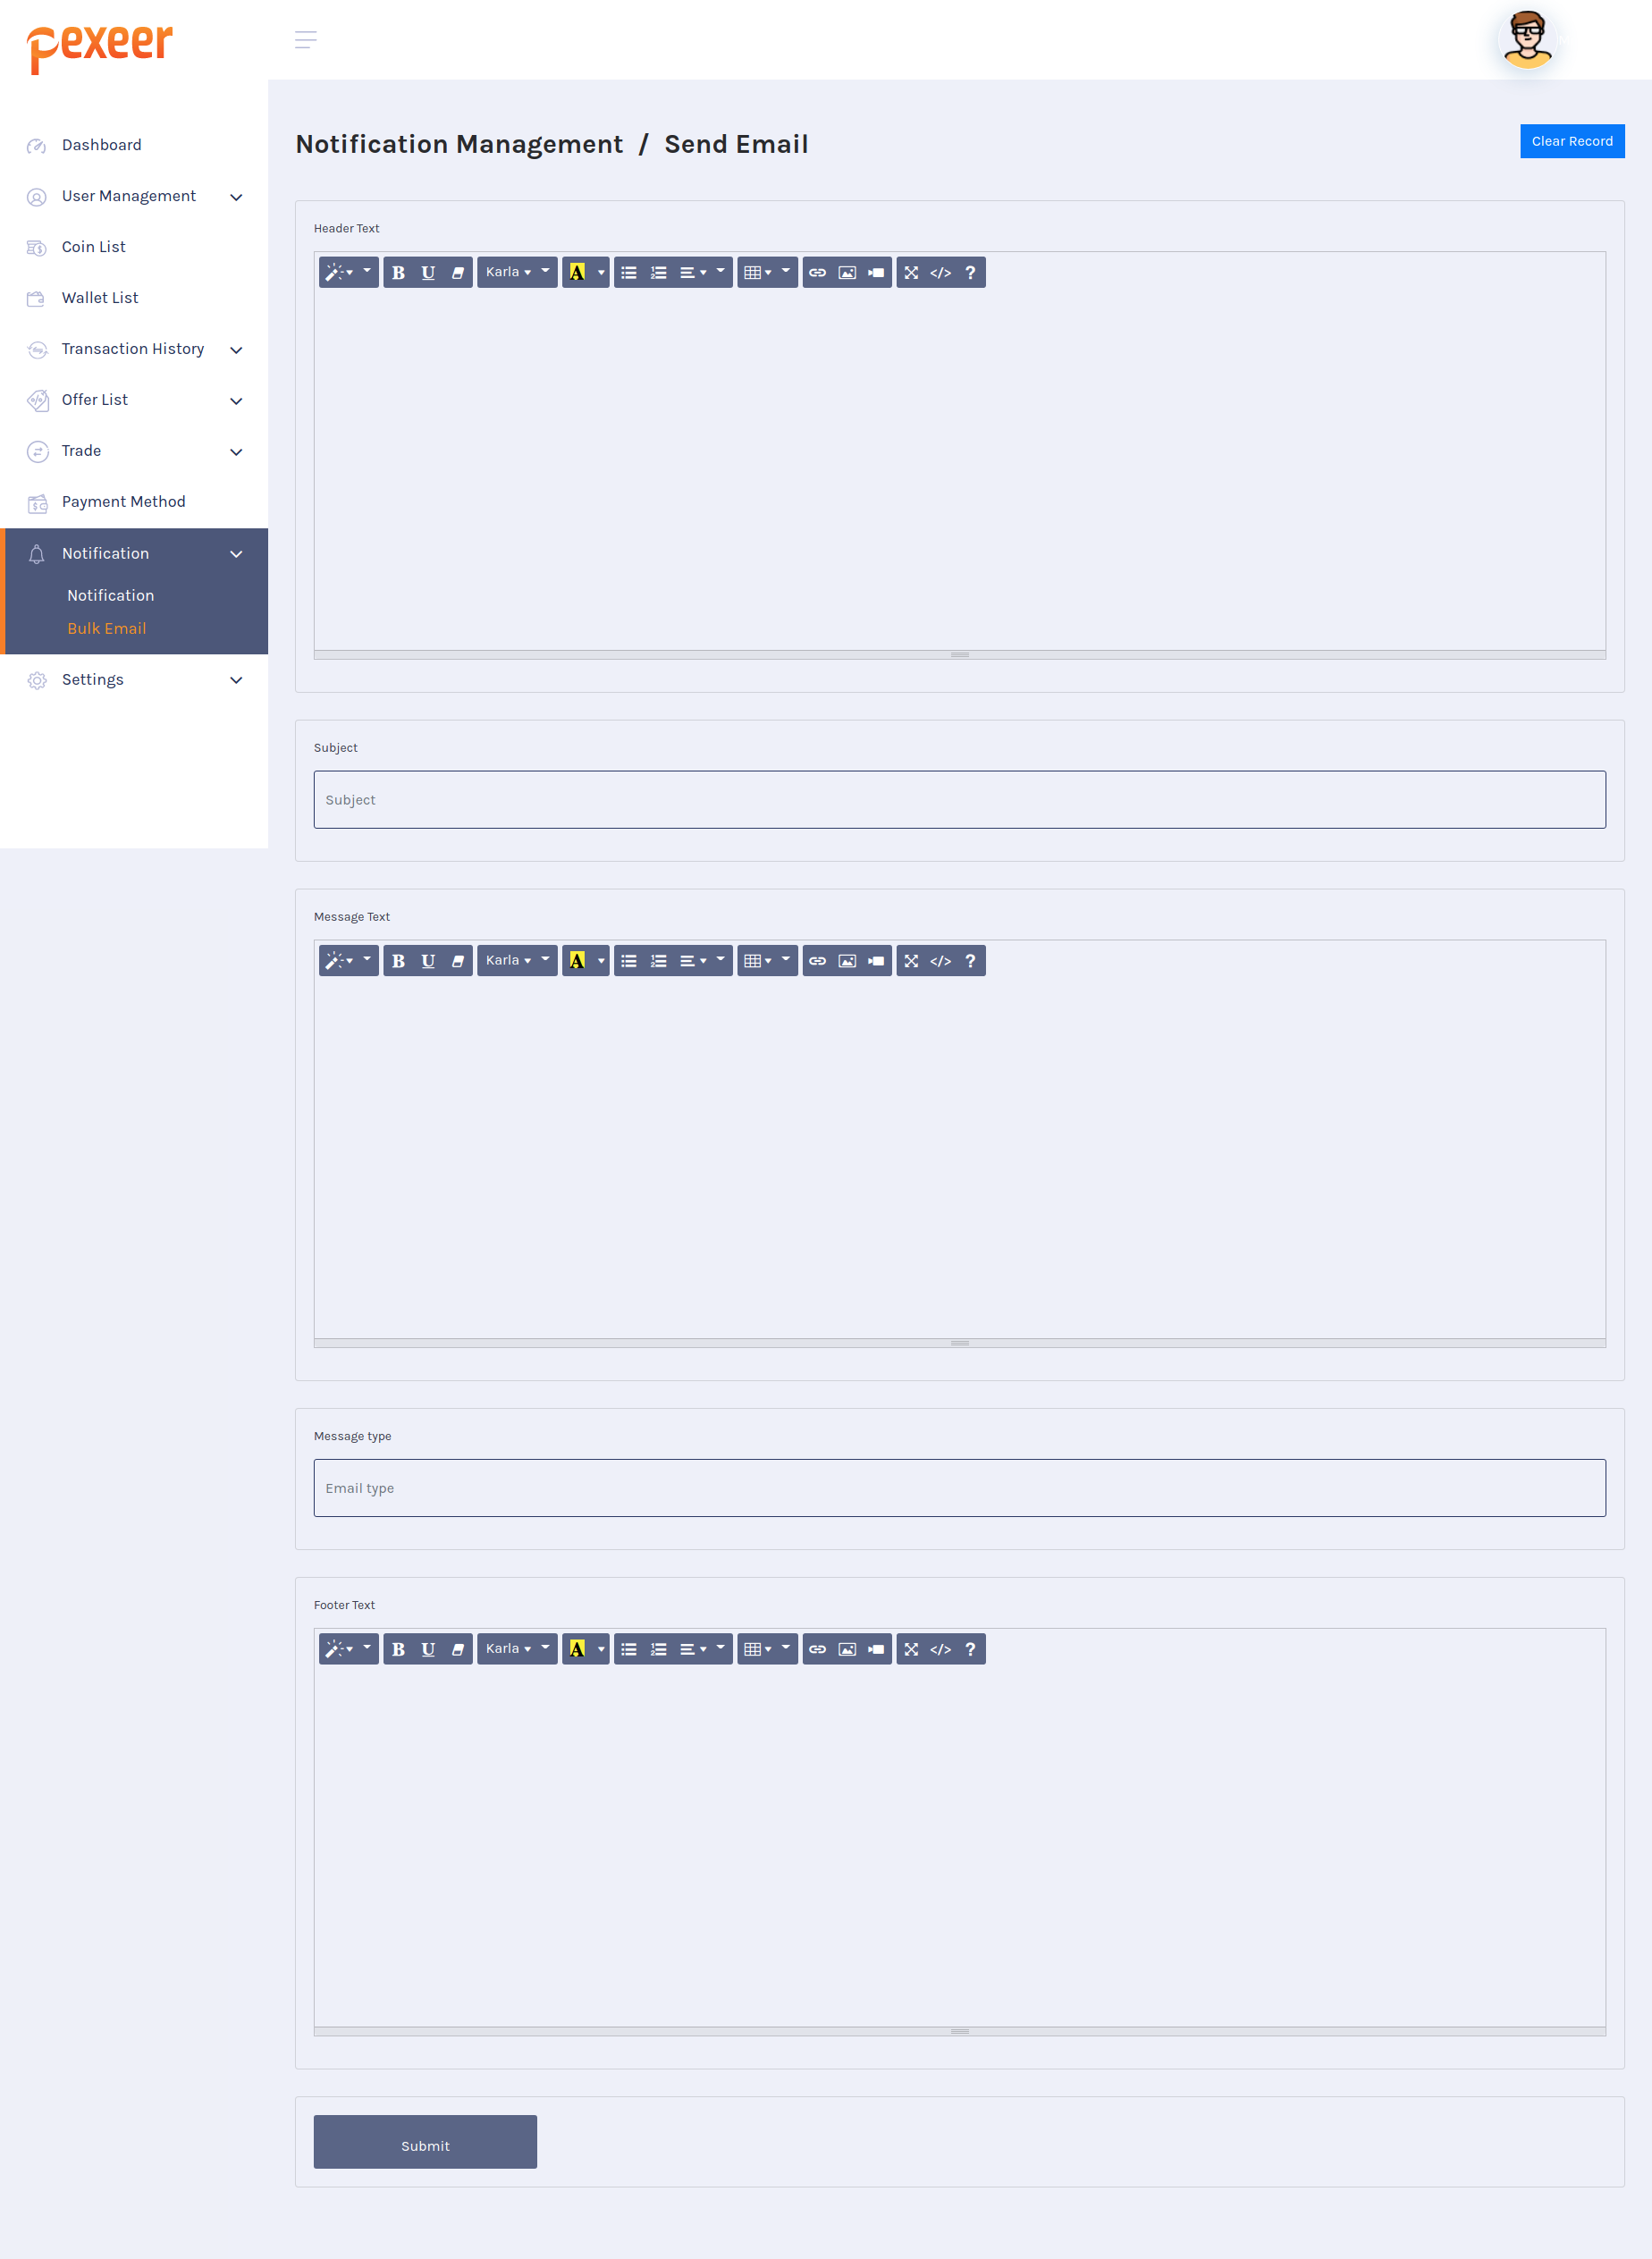 pexeer
Dashboard
User Management
Coin List
Wallet List
Transaction History
Offer List
Trade
Payment Method
Notification
Notification
Bulk Email
Settings
Notification Management / Send Email
Clear Record
Header Text
B U Karla A </> ?
Subject
Subject
Message Text
B U Karla A </> ?
Message type
Email type
Footer Text
B U Karla A </> ?
Submit